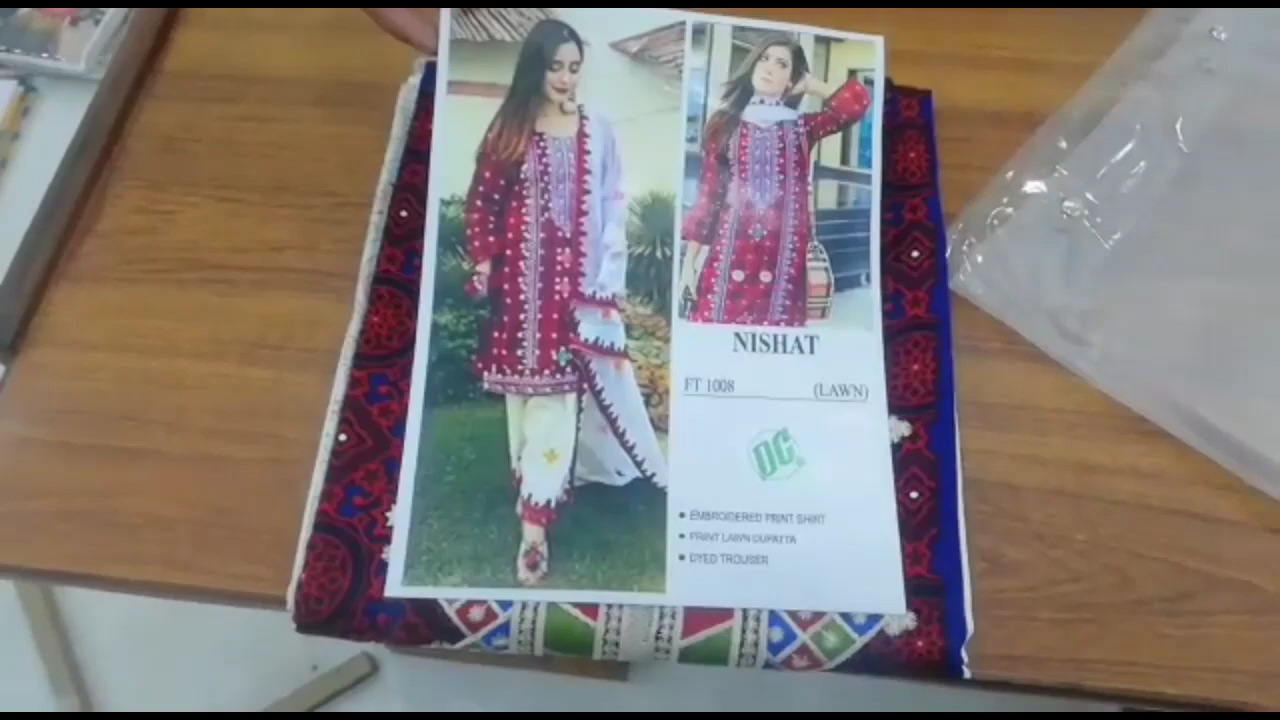 NISHAT
FT 1008 (LAWN)
DC
• EMBROIDERED PRINT SHIRT
• PRINT LAWN DUPATTA
• DYED TROUSER